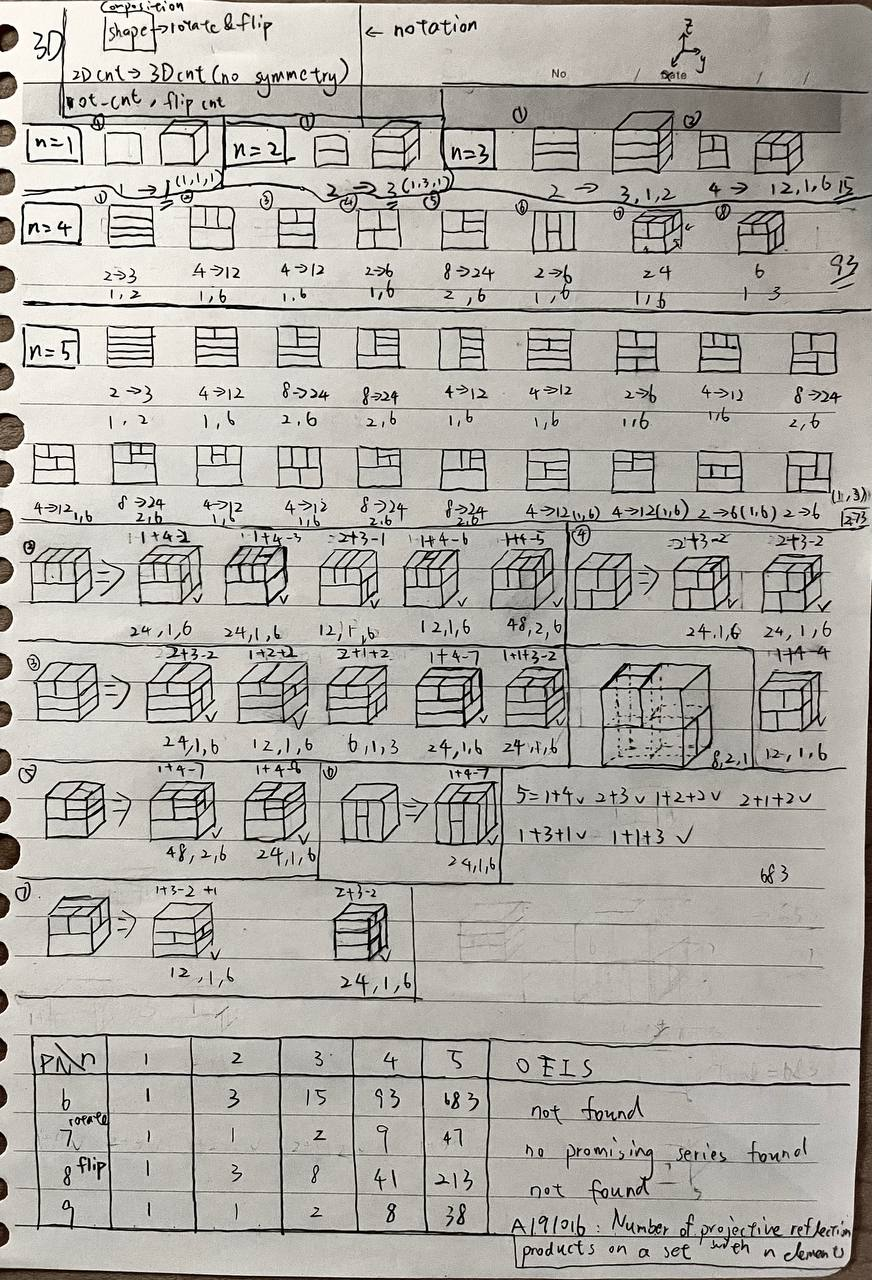 3D
Composition
shape → rotate & flip
← notation
2D cnt → 3D cnt (no symmetry)
rot-cnt, flip cnt
z
y
x
No
Date
/ / /
n=1 ① n=2 ① n=3 ① ②
1 → 1 (1,1,1) 2 → 3 (1,3,1) 2 → 3,1,2 4 → 12,1,6 15
① ② ③ ④ ⑤ ⑥ ⑦ ⑧
n=4
2→3 4→12 4→12 2→6 8→24 2→6 24 6 93
1,2 1,6 1,6 1,6 2,6 1,6 1,6 1 3
n=5
2→3 4→12 8→24 8→24 4→12 4→12 2→6 4→12 8→24
1,2 1,6 2,6 2,6 1,6 1,6 1,6 1,6 2,6
4→12 1,6 8→24 4→12 4→12 8→24 8→24 4→12(1,6) 4→12(1,6) 2→6(1,6) 2→6 (1,3)
2,6 1,6 1,6 2,6 2,6 273
② ⇒ 1+4-2 1+4-3 2+3-1 1+4-6 1+4-5 ④ ⇒ 2+3-2 2+3-2
24,1,6 24,1,6 12,1,6 12,1,6 48,2,6 24,1,6 24,1,6
③ ⇒ 2+3-2 1+2+2 2+1+2 1+4-7 1+1+3-2 1+4-4
24,1,6 12,1,6 6,1,3 24,1,6 24,1,6 8,2,1 12,1,6
⑤ ⇒ 1+4-7 1+4-8 ⑥ ⇒ 1+4-7
48,2,6 24,1,6 24,1,6
5=1+4✓ 2+3✓ 1+2+2✓ 2+1+2✓
1+3+1✓ 1+1+3 ✓
683
⑦ ⇒ 1+3-2+1 2+3-2
12,1,6 24,1,6
PN\n 1 2 3 4 5 OEIS
6 1 3 15 93 683 not found
7 rotate 1 1 2 9 47 no promising series found
8 flip 1 3 8 41 213 not found
9 1 1 2 8 38 A191016: Number of projective reflection
products on a set with n elements